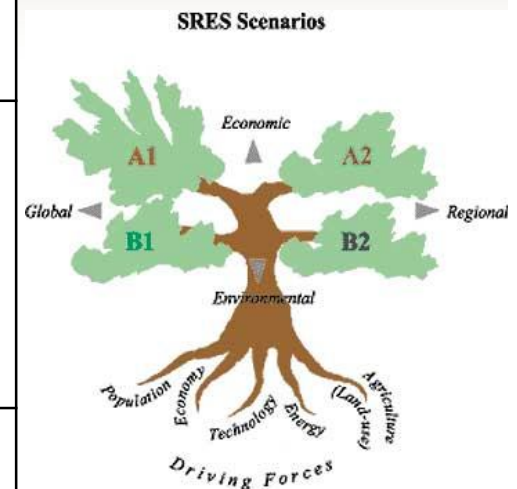 SRES Scenarios
Economic
A1
A2
Global
Regional
B1
B2
Environmental
Population
Economy
Technology
Energy
Agriculture
(Land-use)
Driving Forces